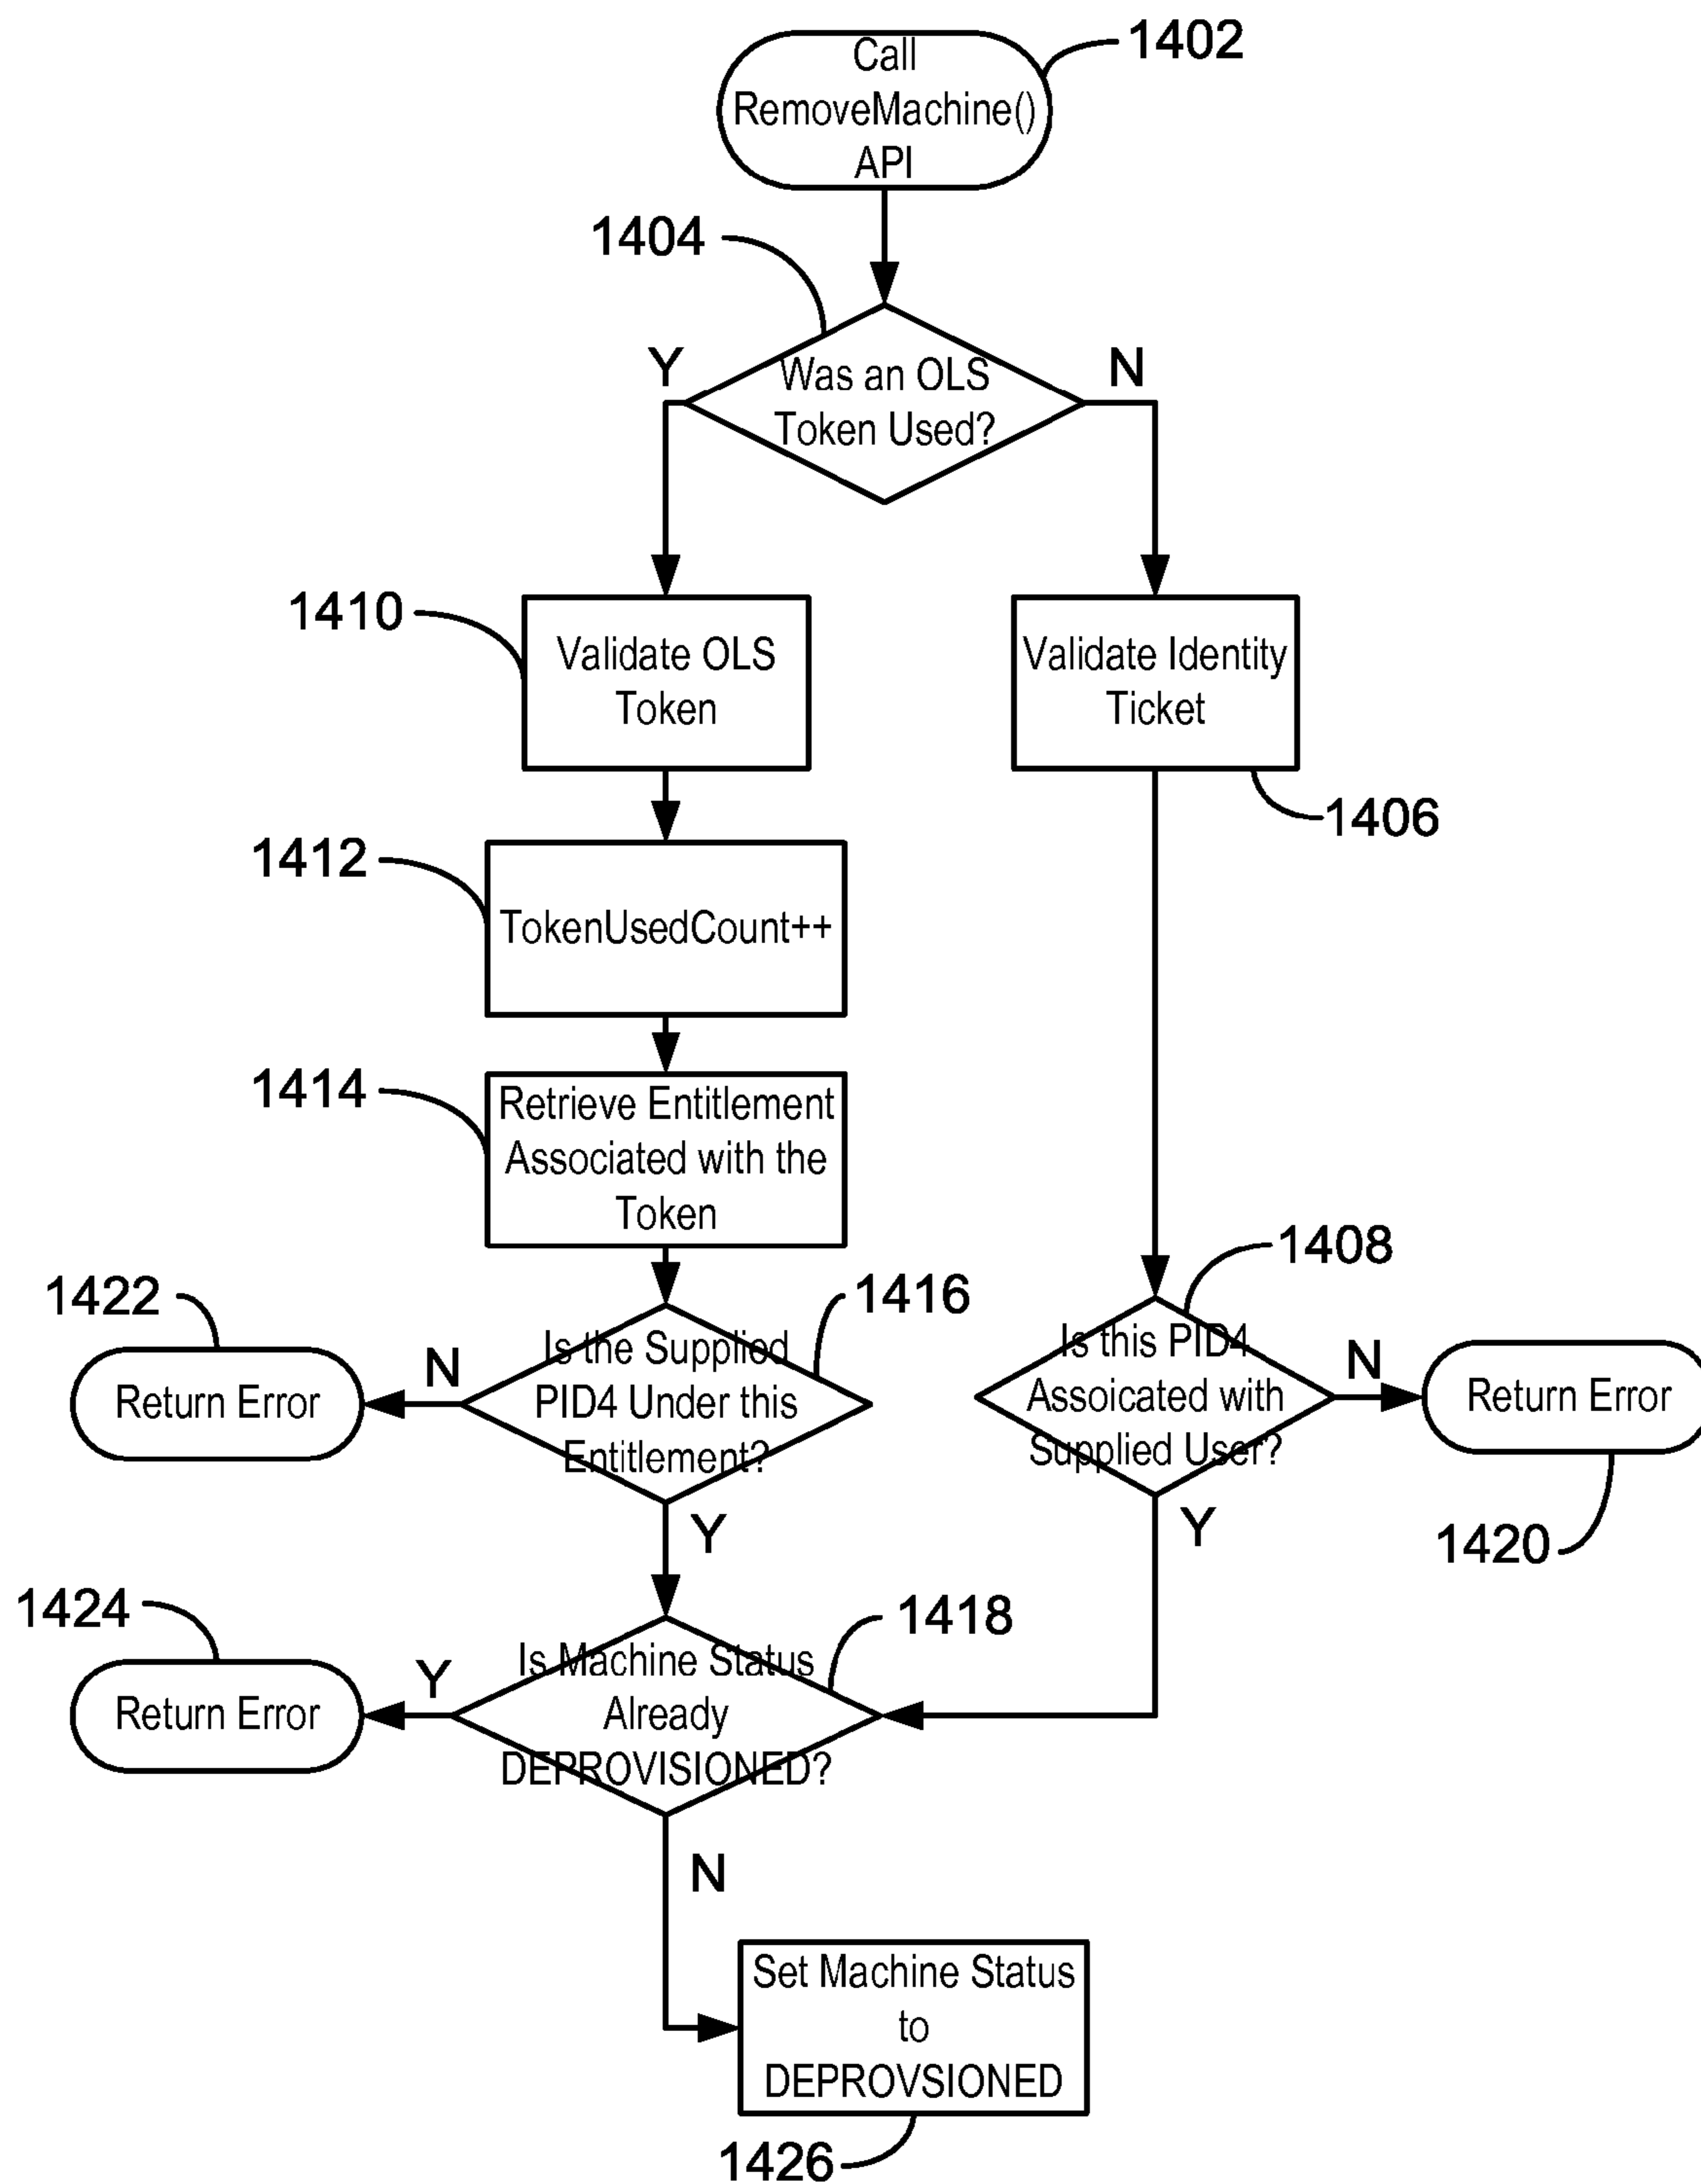 Call
RemoveMachine()
API
1402
1404
Y
Was an OLS
Token Used?
N
1410
Validate OLS
Token
Validate Identity
Ticket
1406
1412
TokenUsedCount++
1414
Retrieve Entitlement
Associated with the
Token
1408
1422
1416
Return Error
N
Is the Supplied
PID4 Under this
Entitlement?
Is this PID4
Assoicated with
Supplied User?
N
Return Error
Y
Y
1420
1424
1418
Return Error
Y
Is Machine Status
Already
DEPROVISIONED?
N
Set Machine Status
to
DEPROVSIONED
1426